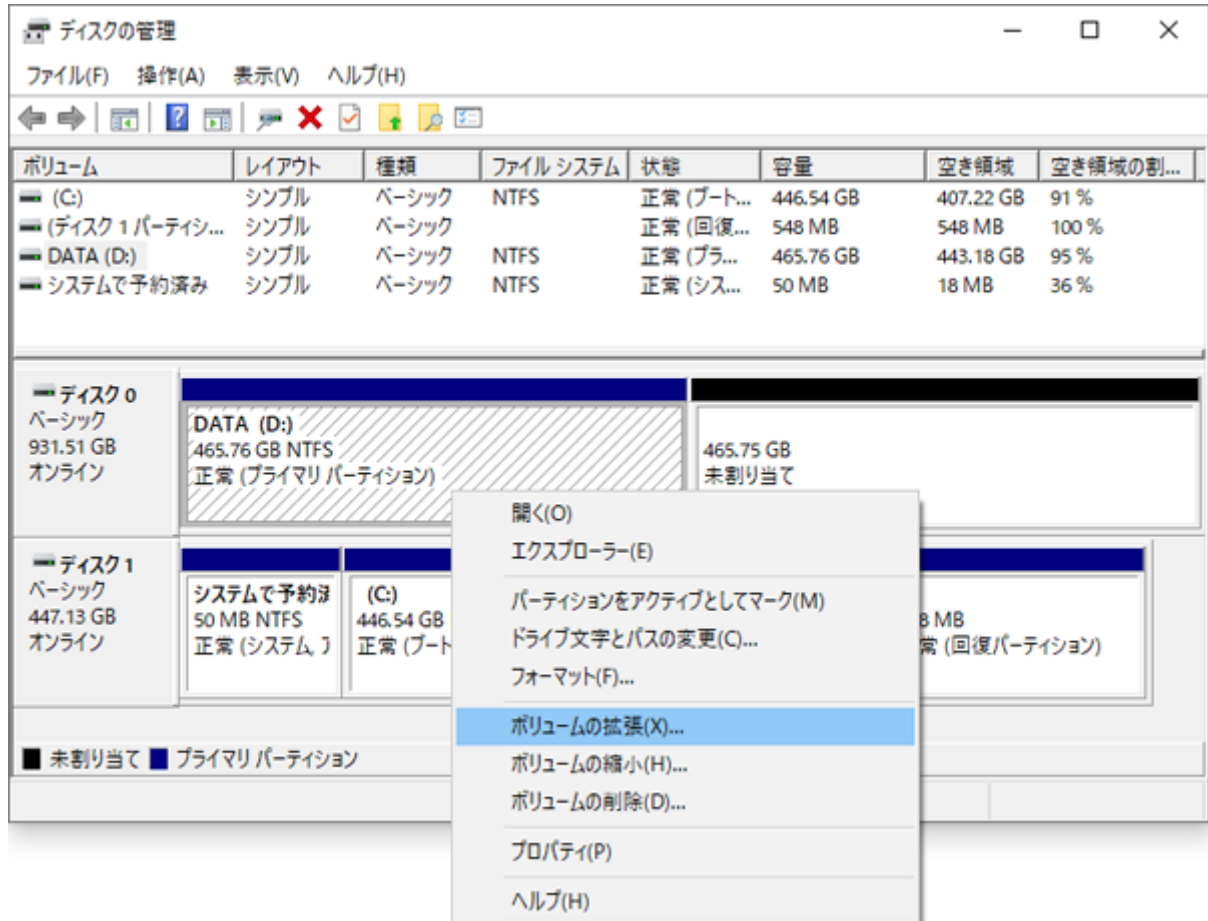 ディスクの管理
ファイル(F) 操作(A) 表示(V) ヘルプ(H)
ボリューム レイアウト 種類 ファイル システム 状態 容量 空き領域 空き領域の割...
(C:) シンプル ベーシック NTFS 正常 (ブート... 446.54 GB 407.22 GB 91 %
(ディスク 1 パーティシ... シンプル ベーシック 正常 (回復... 548 MB 548 MB 100 %
DATA (D:) シンプル ベーシック NTFS 正常 (プラ... 465.76 GB 443.18 GB 95 %
システムで予約済み シンプル ベーシック NTFS 正常 (シス... 50 MB 18 MB 36 %
ディスク 0
ベーシック
931.51 GB
オンライン
DATA (D:)
465.76 GB NTFS
正常 (プライマリ パーティション)
465.75 GB
未割り当て
ディスク 1
ベーシック
447.13 GB
オンライン
システムで予約済
50 MB NTFS
正常 (システム, ア
(C:)
446.54 GB
正常 (ブート
8 MB
常 (回復パーティション)
未割り当て プライマリ パーティション
開く(O)
エクスプローラー(E)
パーティションをアクティブとしてマーク(M)
ドライブ文字とパスの変更(C)...
フォーマット(F)...
ボリュームの拡張(X)...
ボリュームの縮小(H)...
ボリュームの削除(D)...
プロパティ(P)
ヘルプ(H)